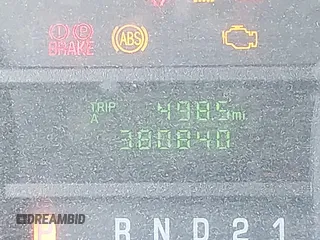 BRAKE ABS
TRIP A 498.5 mi
380840
P R N D 2 1
DREAMBID